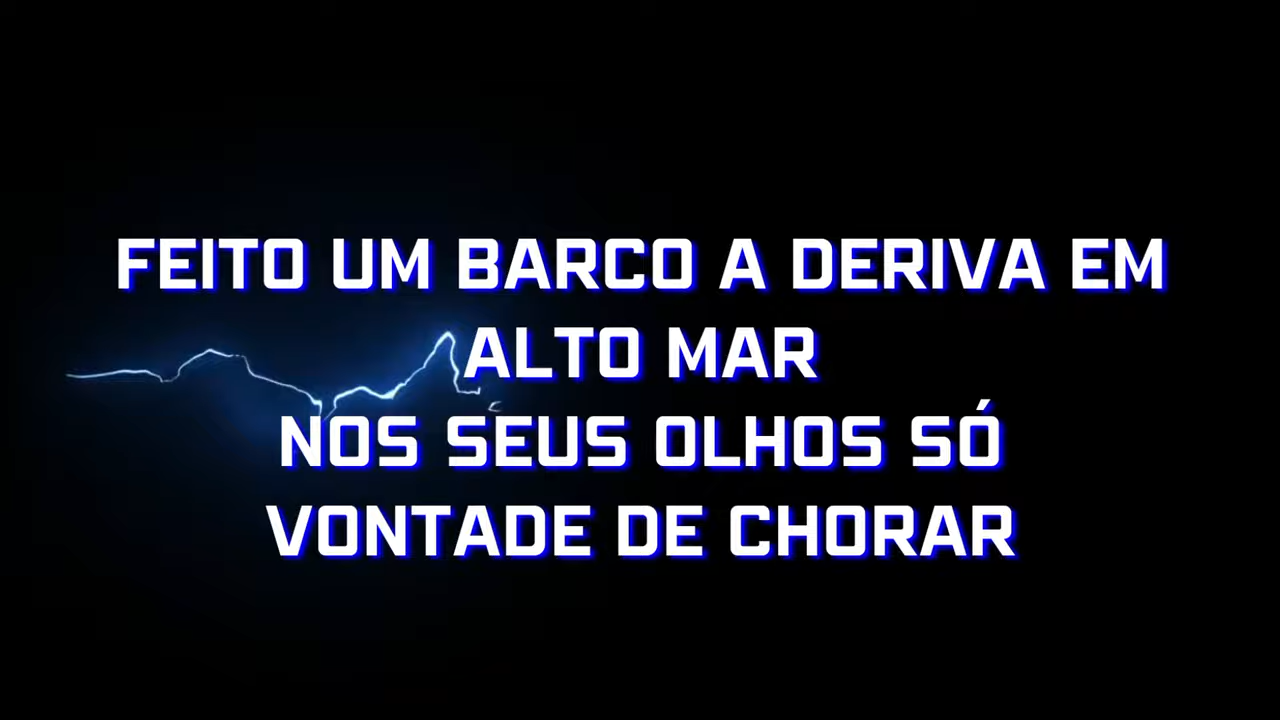 FEITO UM BARCO A DERIVA EM
ALTO MAR
NOS SEUS OLHOS SÓ
VONTADE DE CHORAR